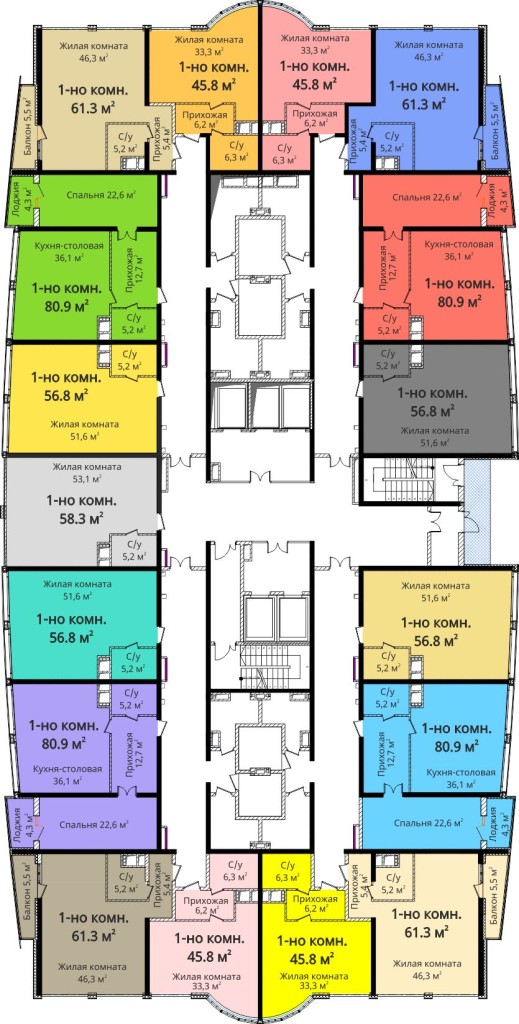 Жилая комната
46,3 м²
1-но комн.
61.3 м²
Балкон 5,5 м²
С/у
5,2 м²
Прихожая
5,4 м²
Жилая комната
33,3 м²
1-но комн.
45.8 м²
Прихожая
6,2 м²
С/у
6,3 м²
Жилая комната
33,3 м²
1-но комн.
45.8 м²
Прихожая
6,2 м²
С/у
6,3 м²
Жилая комната
46,3 м²
1-но комн.
61.3 м²
Прихожая
5,4 м²
С/у
5,2 м²
Балкон 5,5 м²
Лоджия
4,3 м²
Спальня 22,6 м²
Кухня-столовая
36,1 м²
Прихожая
12,7 м²
1-но комн.
80.9 м²
С/у
5,2 м²
Спальня 22,6 м²
Лоджия
4,3 м²
Кухня-столовая
36,1 м²
Прихожая
12,7 м²
1-но комн.
80.9 м²
С/у
5,2 м²
С/у
5,2 м²
1-но комн.
56.8 м²
Жилая комната
51,6 м²
С/у
5,2 м²
1-но комн.
56.8 м²
Жилая комната
51,6 м²
Жилая комната
53,1 м²
1-но комн.
58.3 м²
С/у
5,2 м²
Жилая комната
51,6 м²
1-но комн.
56.8 м²
С/у
5,2 м²
Жилая комната
51,6 м²
1-но комн.
56.8 м²
С/у
5,2 м²
С/у
5,2 м²
1-но комн.
80.9 м²
Прихожая
12,7 м²
Кухня-столовая
36,1 м²
Лоджия
4,3 м²
Спальня 22,6 м²
С/у
5,2 м²
1-но комн.
80.9 м²
Прихожая
12,7 м²
Кухня-столовая
36,1 м²
Спальня 22,6 м²
Лоджия
4,3 м²
Балкон 5,5 м²
С/у
5,2 м²
Прихожая
5,4 м²
1-но комн.
61.3 м²
Жилая комната
46,3 м²
С/у
6,3 м²
Прихожая
6,2 м²
1-но комн.
45.8 м²
Жилая комната
33,3 м²
С/у
6,3 м²
Прихожая
6,2 м²
1-но комн.
45.8 м²
Жилая комната
33,3 м²
Прихожая
5,4 м²
С/у
5,2 м²
1-но комн.
61.3 м²
Жилая комната
46,3 м²
Балкон 5,5 м²